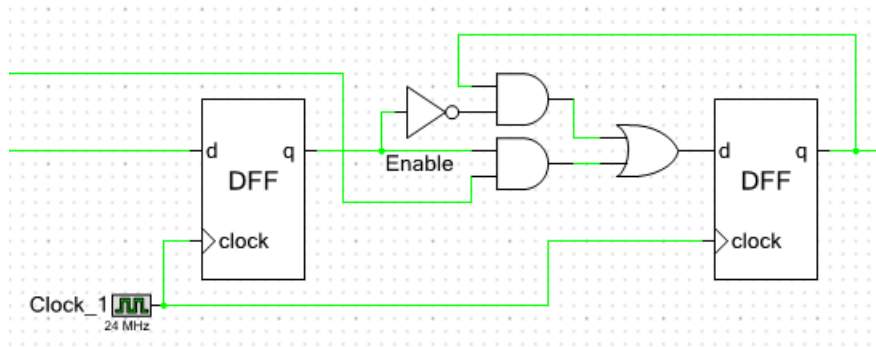 d q
DFF
clock
Enable
d q
DFF
clock
Clock_1
24 MHz